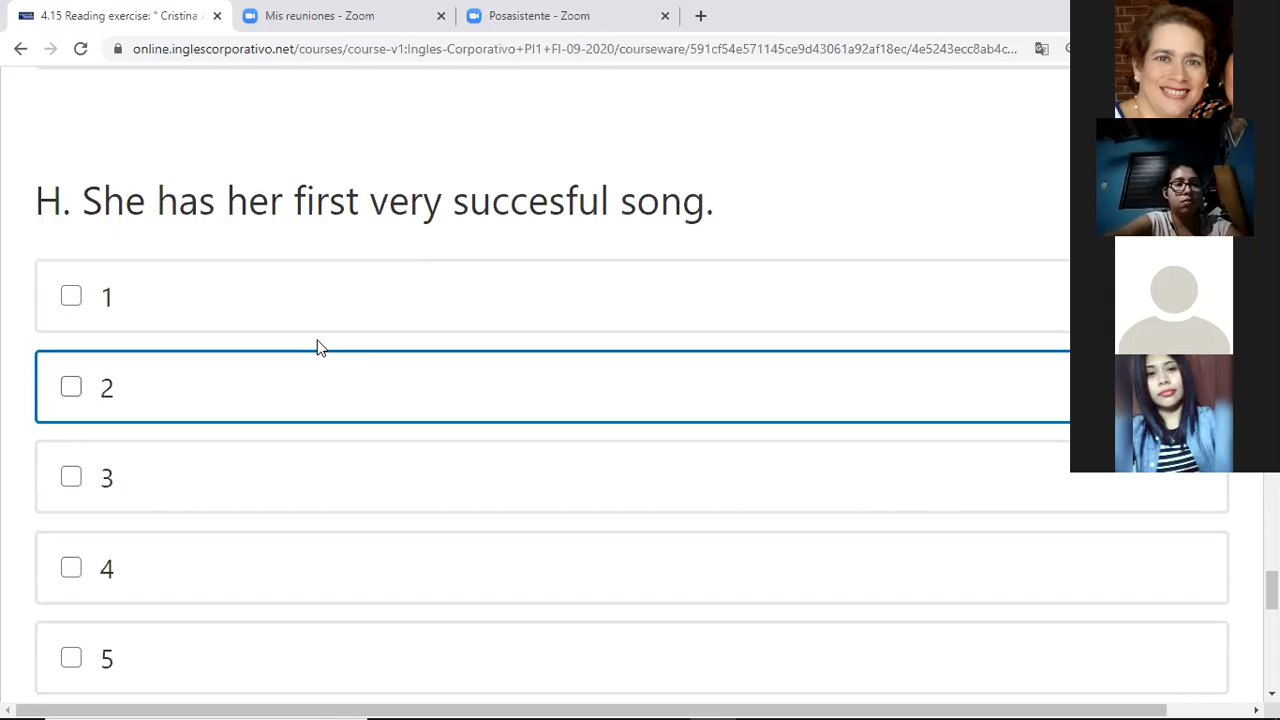 4.15 Reading exercise: " Cristina A
Mis reuniones - Zoom
Posasistente - Zoom
online.inglescorporativo.net/courses/course-v1:Ingles-Corporativo+PI1+FI-09-2020/courseware/591cfb4e571145ce9d43061a92af18ec/4e5243ecc8ab4c...
H. She has her first very succesful song.
1
2
3
4
5